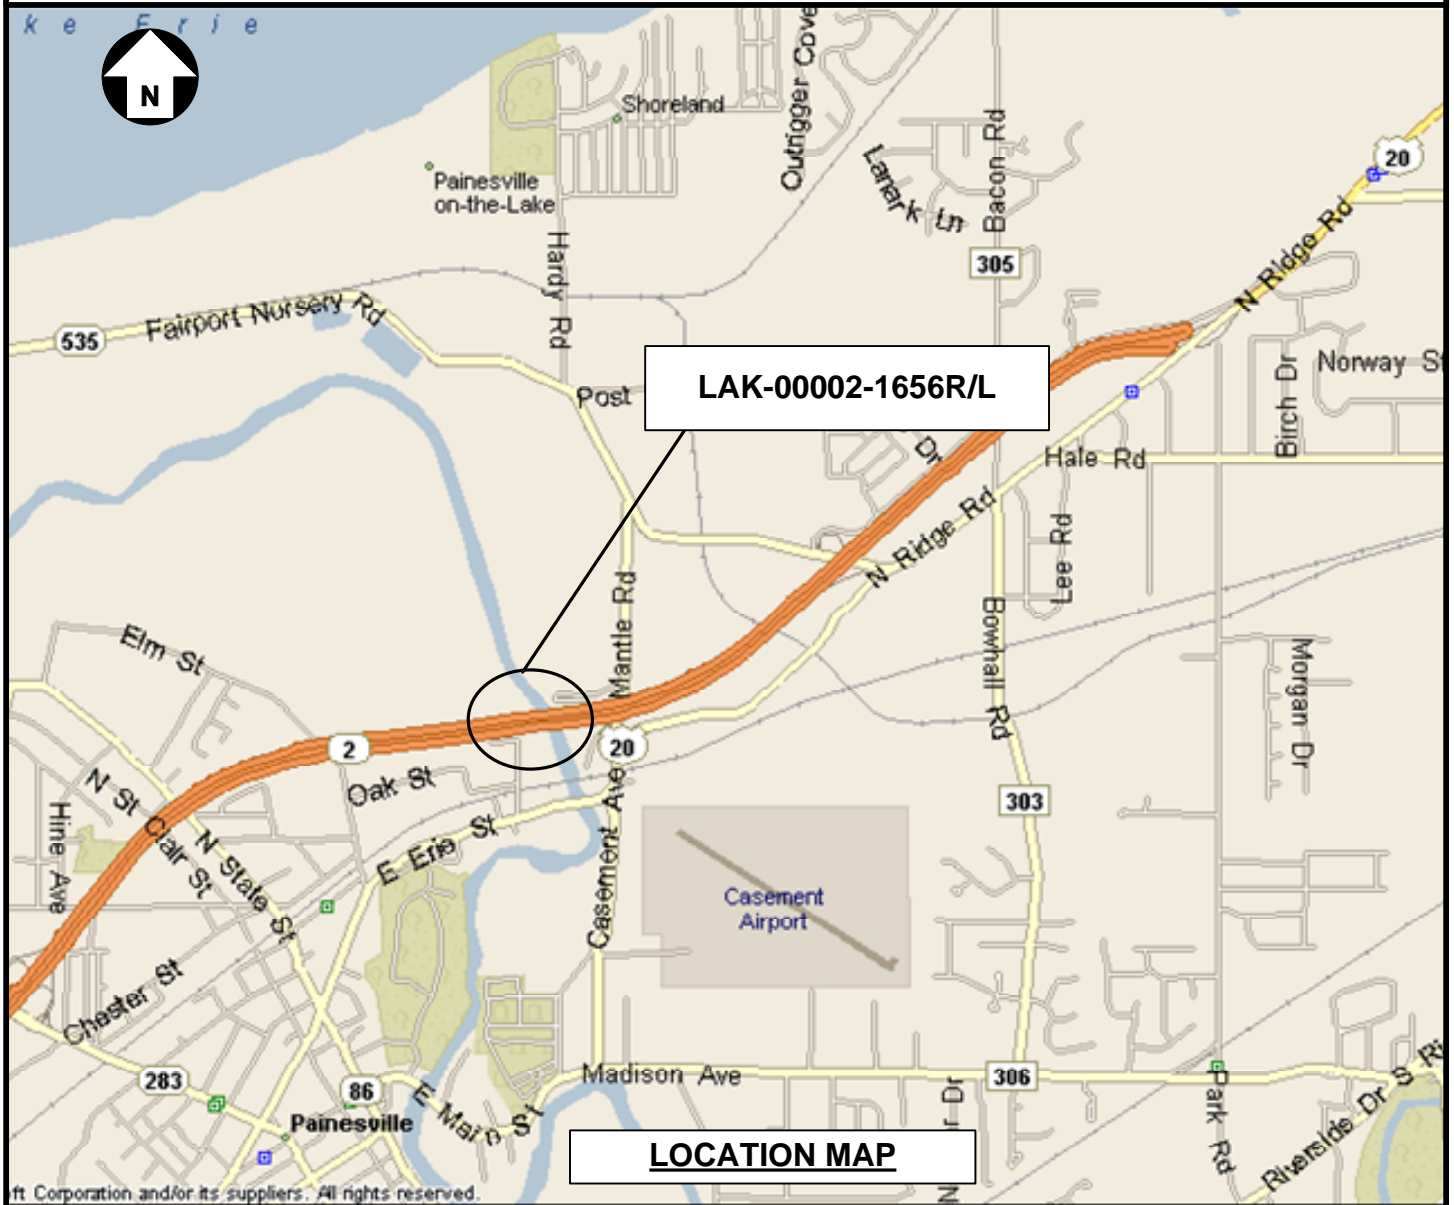 k e E r i e
N
Shoreland
Painesville
on-the-Lake
Outrigger Cove
Lanark Ln
Bacon Rd
20
305
N Ridge Rd
Hardy Rd
Fairport Nursery Rd
535
LAK-00002-1656R/L
Post
Dr
Norway St
Birch Dr
Hale Rd
N Ridge Rd
Lee Rd
Mantle Rd
Elm St
Bowhall Rd
Morgan Dr
2
20
Oak St
303
Hine Ave
N St Clair St
N State St
E Erie St
Casement Ave
Casement
Airport
Chester St
283
86
Madison Ave
306
E Main St
Painesville
Park Rd
Riverside Dr
S Ri
r Dr
N
LOCATION MAP
ft Corporation and/or its suppliers. All rights reserved.